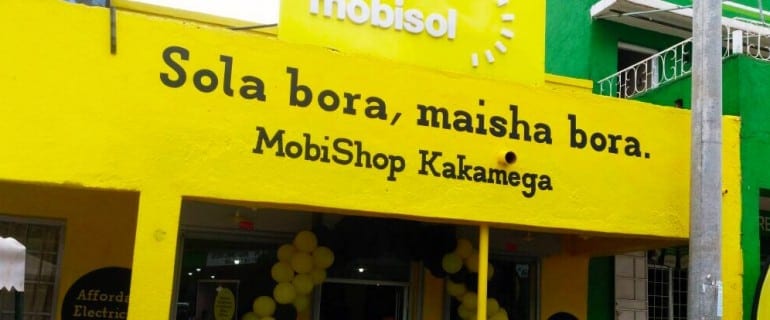 mobisol
Sola bora, maisha bora.
MobiShop Kakamega